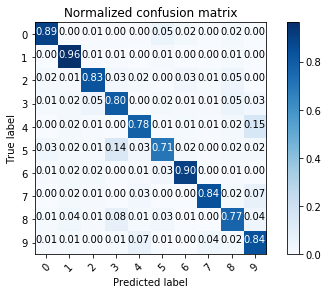 Normalized confusion matrix
0 0.89 0.00 0.01 0.00 0.00 0.05 0.02 0.00 0.02 0.00
1 0.00 0.96 0.01 0.00 0.00 0.01 0.00 0.00 0.01 0.00
2 0.02 0.01 0.83 0.03 0.02 0.00 0.03 0.01 0.05 0.00
3 0.01 0.02 0.05 0.80 0.00 0.02 0.01 0.01 0.05 0.03
4 0.00 0.02 0.01 0.00 0.78 0.01 0.01 0.00 0.02 0.15
5 0.03 0.02 0.01 0.14 0.03 0.71 0.02 0.02 0.02 0.02
6 0.01 0.02 0.02 0.00 0.01 0.03 0.90 0.00 0.01 0.00
7 0.00 0.02 0.01 0.00 0.03 0.00 0.00 0.84 0.02 0.07
8 0.01 0.04 0.01 0.08 0.01 0.03 0.01 0.00 0.77 0.04
9 0.01 0.01 0.00 0.01 0.07 0.01 0.00 0.04 0.02 0.84
0 1 2 3 4 5 6 7 8 9
True label
Predicted label
0.8
0.6
0.4
0.2
0.0